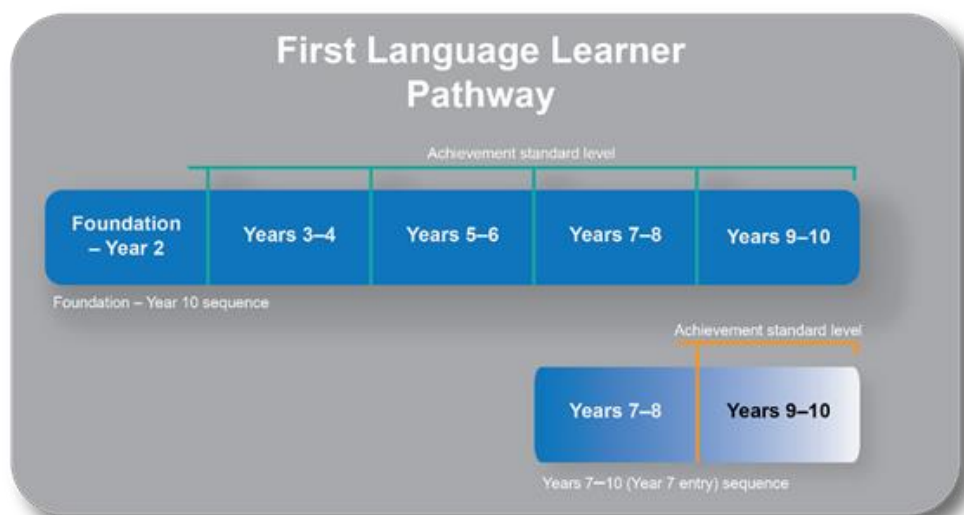 First Language Learner
Pathway
Achievement standard level
Foundation
– Year 2
Years 3–4
Years 5–6
Years 7–8
Years 9–10
Foundation – Year 10 sequence
Achievement standard level
Years 7–8
Years 9–10
Years 7–10 (Year 7 entry) sequence